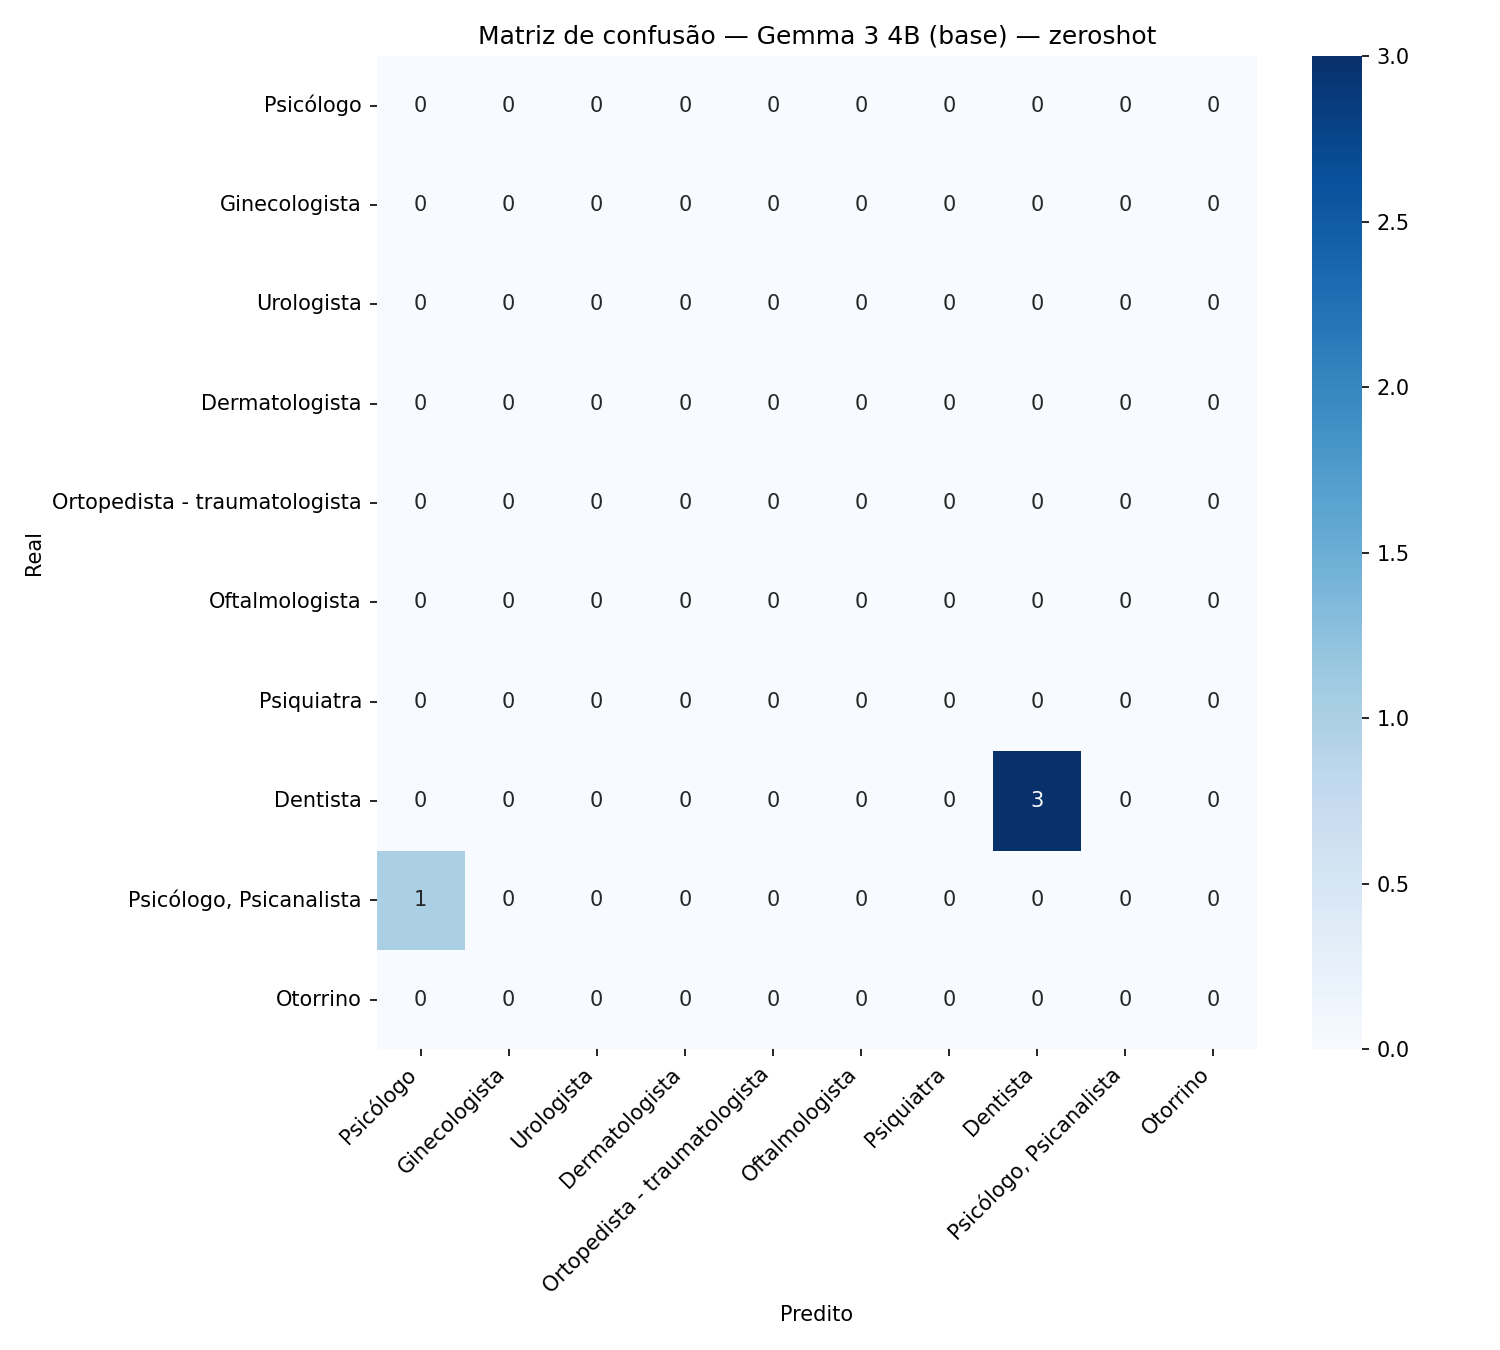 Matriz de confusão — Gemma 3 4B (base) — zeroshot
Psicólogo 0 0 0 0 0 0 0 0 0 0
Ginecologista 0 0 0 0 0 0 0 0 0 0
Urologista 0 0 0 0 0 0 0 0 0 0
Dermatologista 0 0 0 0 0 0 0 0 0 0
Ortopedista - traumatologista 0 0 0 0 0 0 0 0 0 0
Oftalmologista 0 0 0 0 0 0 0 0 0 0
Psiquiatra 0 0 0 0 0 0 0 0 0 0
Dentista 0 0 0 0 0 0 0 3 0 0
Psicólogo, Psicanalista 1 0 0 0 0 0 0 0 0 0
Otorrino 0 0 0 0 0 0 0 0 0 0
Real
Psicólogo
Ginecologista
Urologista
Dermatologista
Ortopedista - traumatologista
Oftalmologista
Psiquiatra
Dentista
Psicólogo, Psicanalista
Otorrino
Predito
3.0
2.5
2.0
1.5
1.0
0.5
0.0